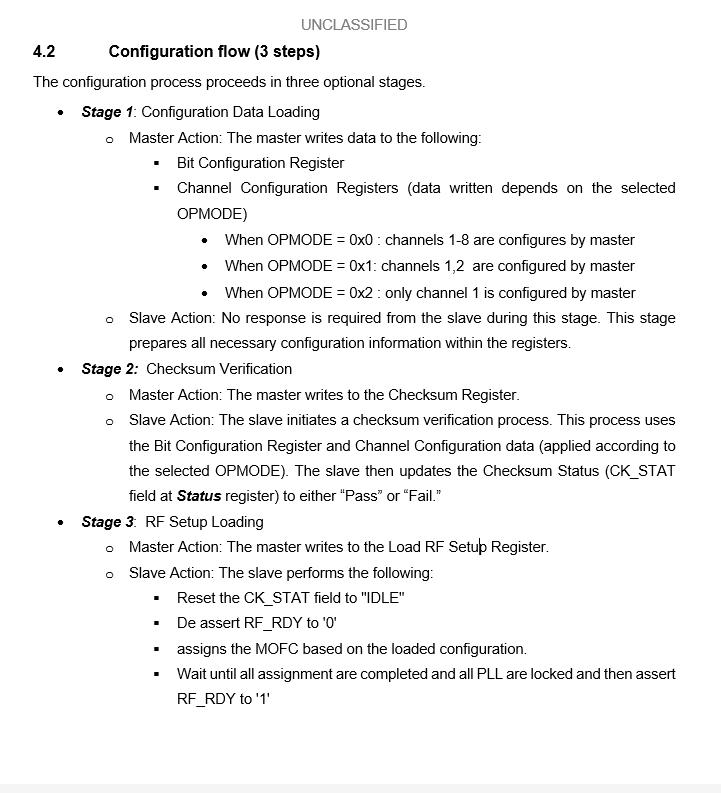 UNCLASSIFIED
4.2 Configuration flow (3 steps)
The configuration process proceeds in three optional stages.
• Stage 1: Configuration Data Loading
o Master Action: The master writes data to the following:
▪ Bit Configuration Register
▪ Channel Configuration Registers (data written depends on the selected
OPMODE)
• When OPMODE = 0x0 : channels 1-8 are configures by master
• When OPMODE = 0x1: channels 1,2 are configured by master
• When OPMODE = 0x2 : only channel 1 is configured by master
o Slave Action: No response is required from the slave during this stage. This stage
prepares all necessary configuration information within the registers.
• Stage 2: Checksum Verification
o Master Action: The master writes to the Checksum Register.
o Slave Action: The slave initiates a checksum verification process. This process uses
the Bit Configuration Register and Channel Configuration data (applied according to
the selected OPMODE). The slave then updates the Checksum Status (CK_STAT
field at Status register) to either “Pass” or “Fail.”
• Stage 3: RF Setup Loading
o Master Action: The master writes to the Load RF Setup Register.
o Slave Action: The slave performs the following:
▪ Reset the CK_STAT field to "IDLE"
▪ De assert RF_RDY to '0'
▪ assigns the MOFC based on the loaded configuration.
▪ Wait until all assignment are completed and all PLL are locked and then assert
RF_RDY to '1'